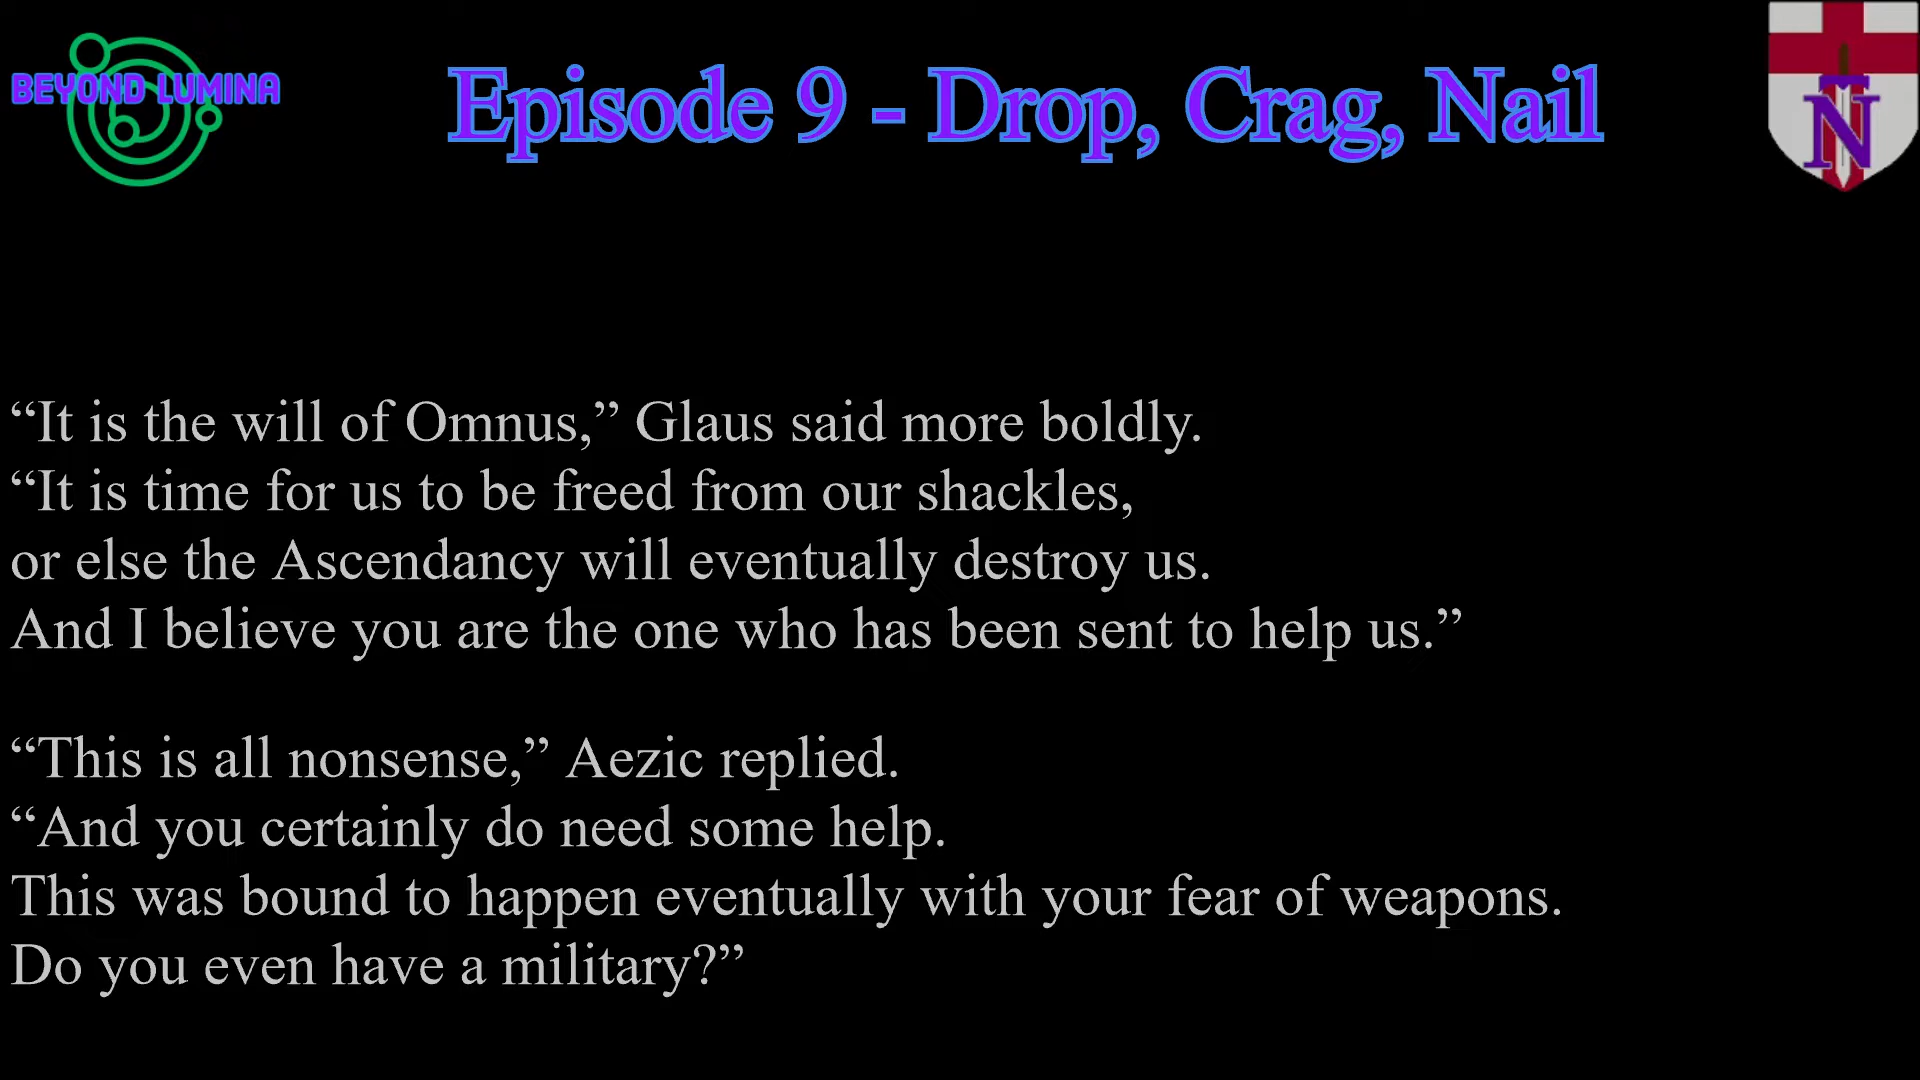 BEYOND LUMINA
Episode 9 - Drop, Crag, Nail
N
“It is the will of Omnus,” Glaus said more boldly.
“It is time for us to be freed from our shackles,
or else the Ascendancy will eventually destroy us.
And I believe you are the one who has been sent to help us.”
“This is all nonsense,” Aezic replied.
“And you certainly do need some help.
This was bound to happen eventually with your fear of weapons.
Do you even have a military?”